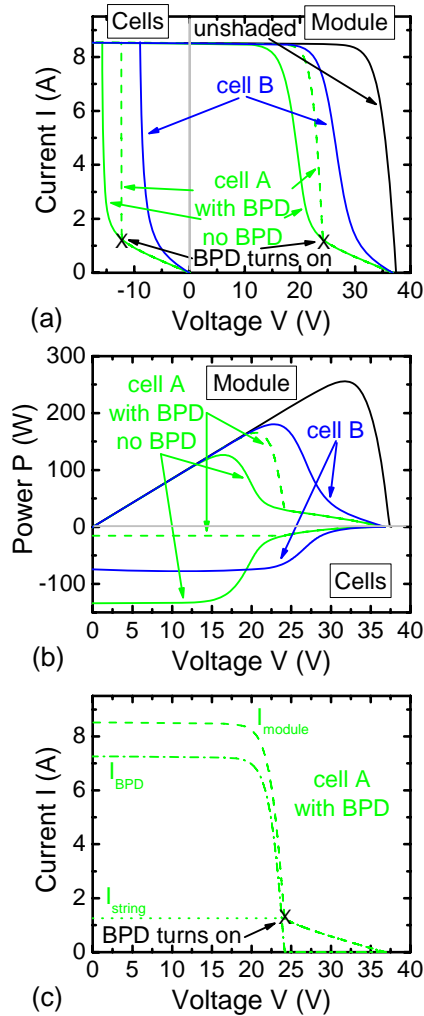 Cells
unshaded
Module
cell B
cell A
with BPD
no BPD
BPD turns on
Current I (A)
8
6
4
2
0
-10 0 10 20 30 40
Voltage V (V)
(a)
300
200
100
0
-100
Power P (W)
cell A
with BPD
no BPD
Module
cell B
Cells
0 5 10 15 20 25 30 35 40
Voltage V (V)
(b)
8
6
4
2
0
Current I (A)
I module
I BPD
cell A
with BPD
I string
BPD turns on
0 5 10 15 20 25 30 35 40
Voltage V (V)
(c)